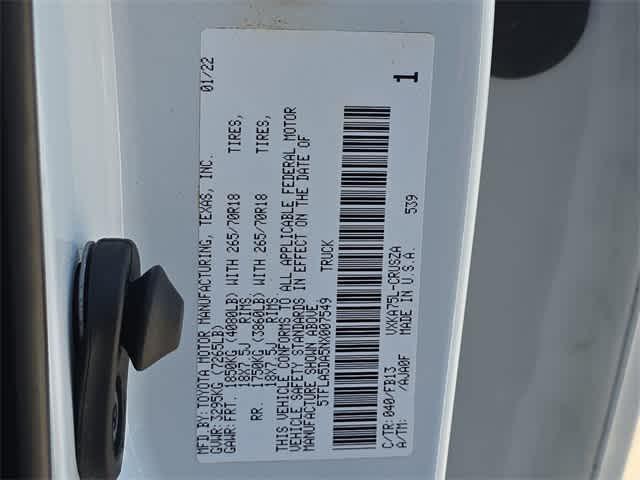 MFD.BY:TOYOTA MOTOR MANUFACTURING, TEXAS, INC. 01/22
GVWR: 3295KG (7265LB)
GAWR: FRT. 1850KG (4080LB) WITH 265/70R18 TIRES,
18X7.5J RIMS,
RR. 1750KG (3860LB) WITH 265/70R18 TIRES,
18X7.5J RIMS.
THIS VEHICLE CONFORMS TO ALL APPLICABLE FEDERAL MOTOR
VEHICLE SAFETY STANDARDS IN EFFECT ON THE DATE OF
MANUFACTURE SHOWN ABOVE.
5TFLA5DA5NX007549 TRUCK
1
C/TR: 040/FB13 VXKA75L-CRUSZA 539
A/TM: /AJA0F MADE IN U.S.A.